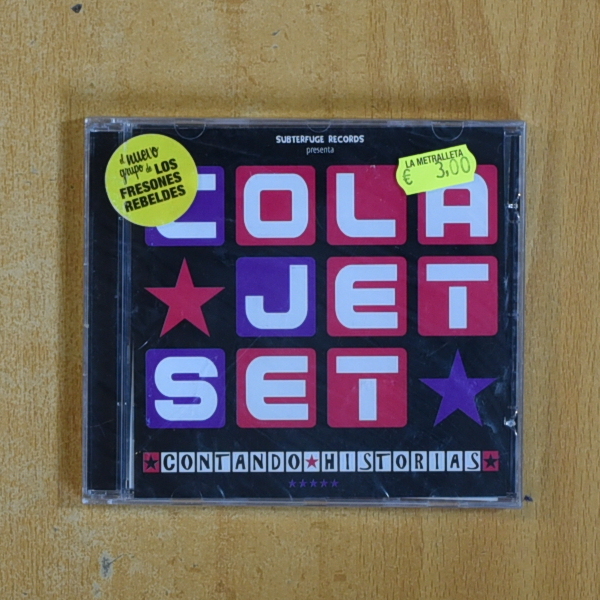 SUBTERFUGE RECORDS
presenta
el nuevo
grupo de LOS
FRESONES
REBELDES
LA METRALLETA
€ 3,00
COLA
JET
SET
CONTANDO HISTORIAS